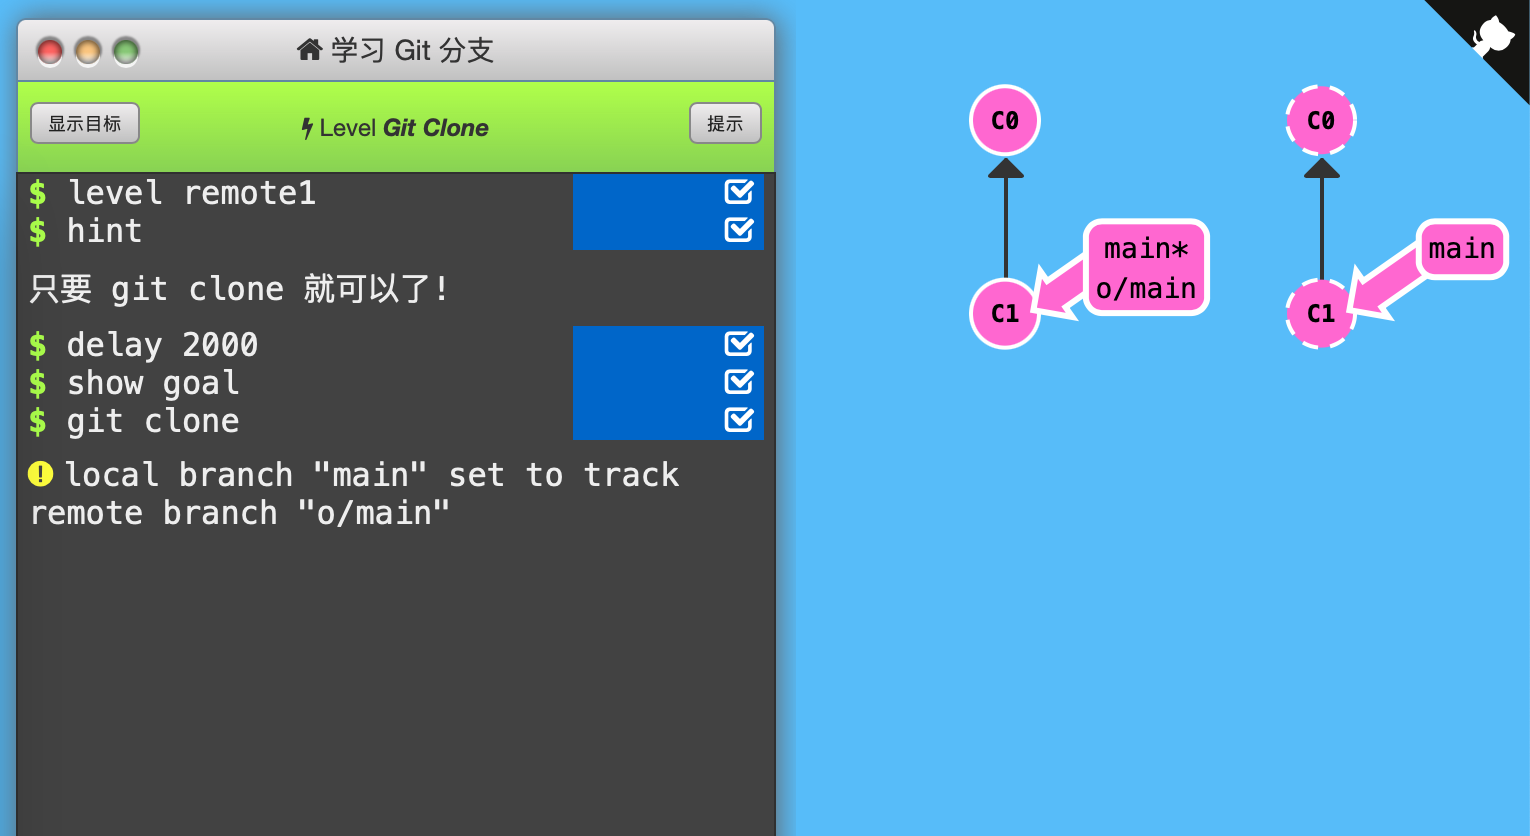 学习 Git 分支
显示目标
Level Git Clone
提示
$ level remote1
$ hint
只要 git clone 就可以了!
$ delay 2000
$ show goal
$ git clone
local branch "main" set to track
remote branch "o/main"
C0
main*
o/main
C1
C0
main
C1